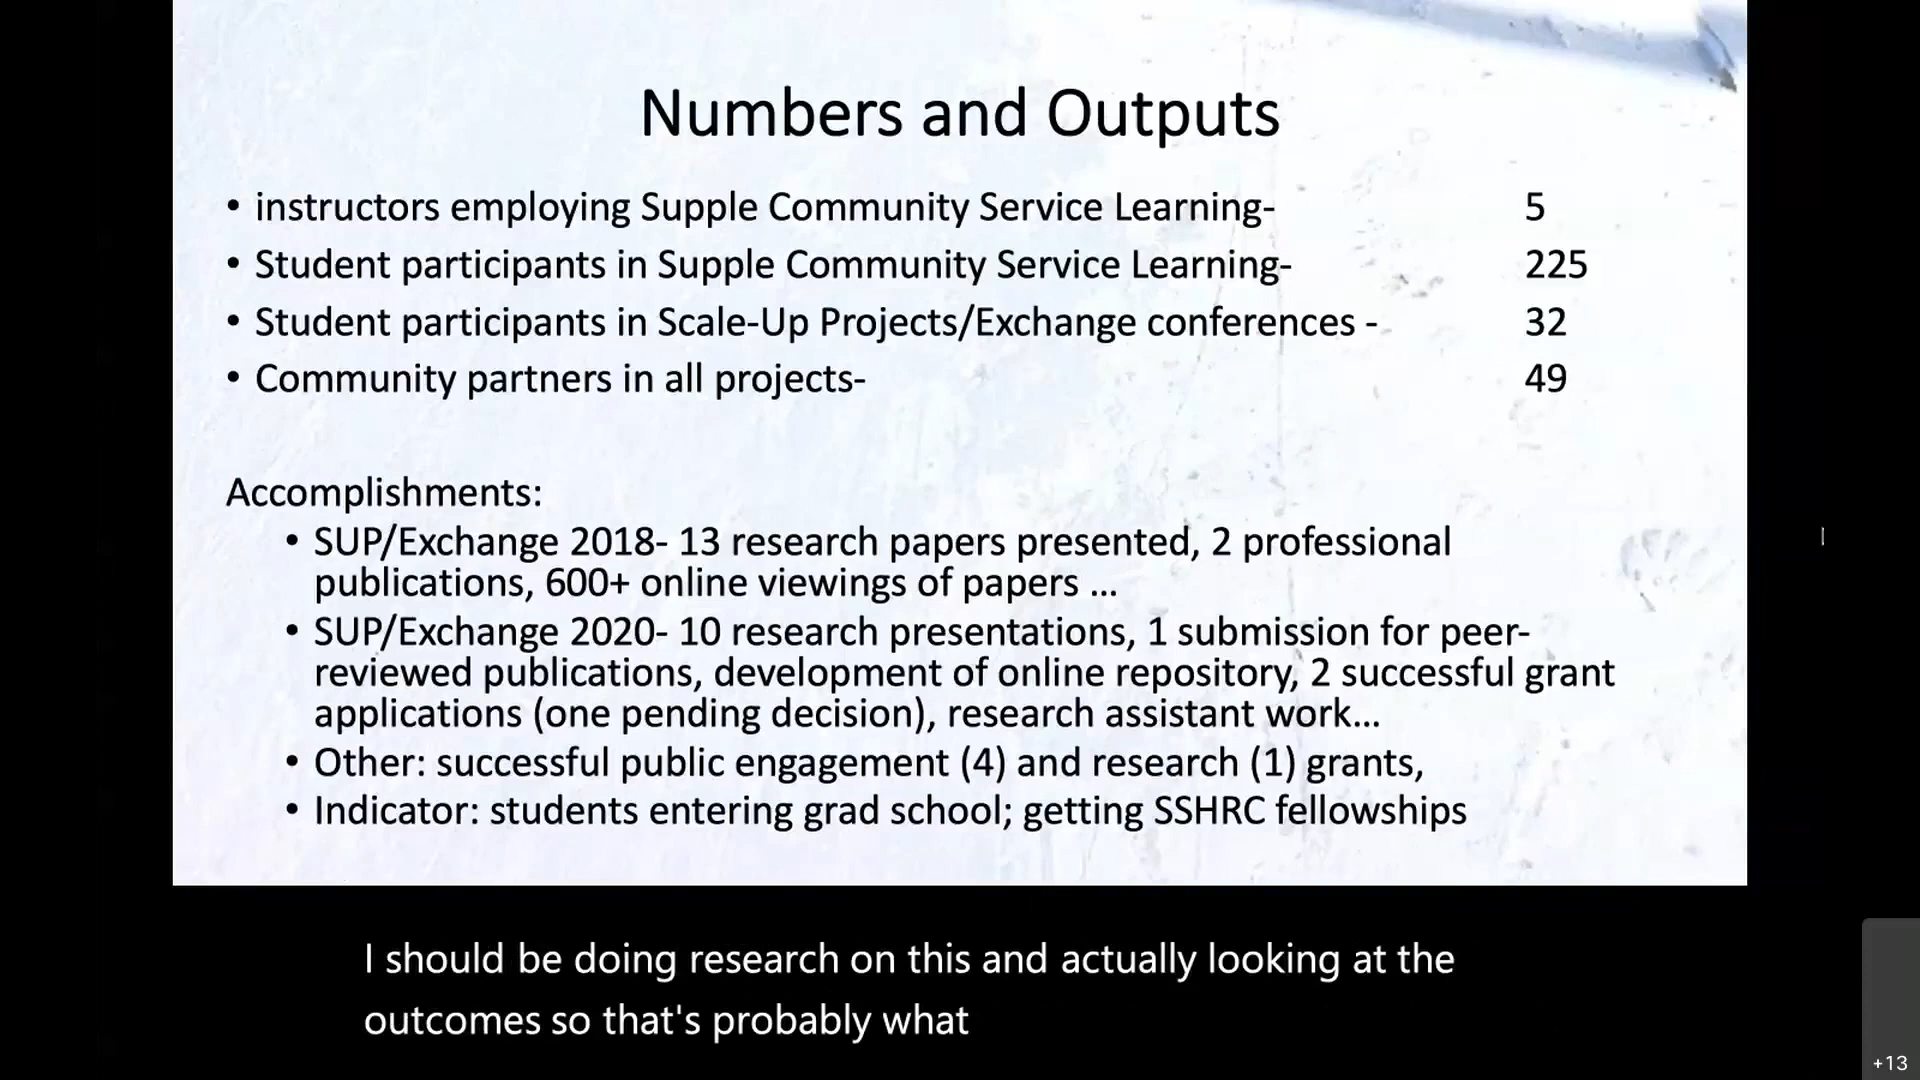 Numbers and Outputs
• instructors employing Supple Community Service Learning- 5
• Student participants in Supple Community Service Learning- 225
• Student participants in Scale-Up Projects/Exchange conferences - 32
• Community partners in all projects- 49
Accomplishments:
• SUP/Exchange 2018- 13 research papers presented, 2 professional
publications, 600+ online viewings of papers ...
• SUP/Exchange 2020- 10 research presentations, 1 submission for peer-
reviewed publications, development of online repository, 2 successful grant
applications (one pending decision), research assistant work...
• Other: successful public engagement (4) and research (1) grants,
• Indicator: students entering grad school; getting SSHRC fellowships
I should be doing research on this and actually looking at the
outcomes so that's probably what
+13